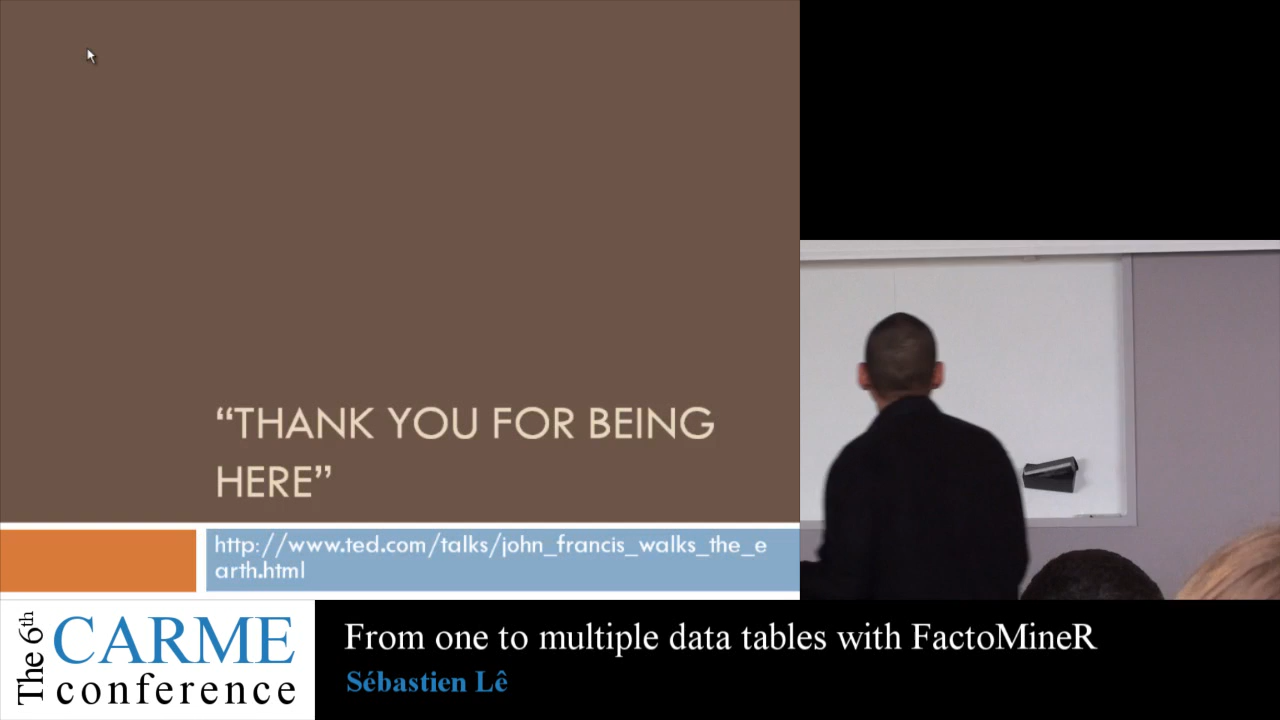 “THANK YOU FOR BEING
HERE”
http://www.ted.com/talks/john_francis_walks_the_e
arth.html
The 6th
CARME
conference
From one to multiple data tables with FactoMineR
Sébastien Lê